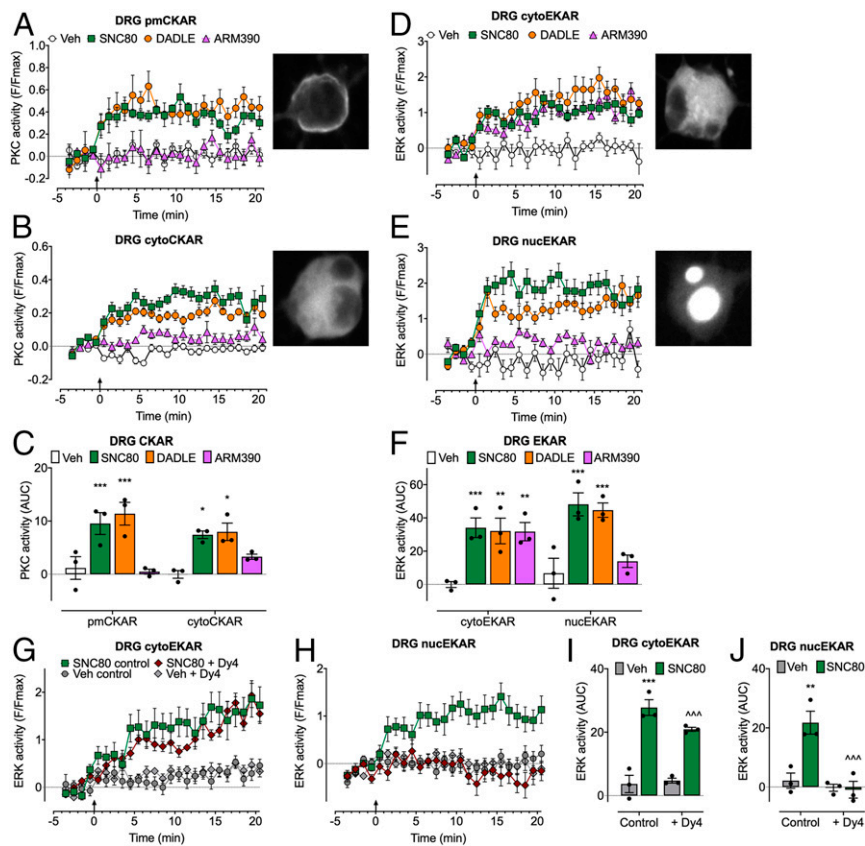 A
DRG pmCKAR
Veh SNC80 DADLE ARM390
PKC activity (F/Fmax)
1.0
0.8
0.6
0.4
0.2
0.0
-0.2
-5 0 5 10 15 20
Time (min)
B
DRG cytoCKAR
PKC activity (F/Fmax)
0.6
0.4
0.2
0.0
-0.2
-5 0 5 10 15 20
Time (min)
C
DRG CKAR
Veh SNC80 DADLE ARM390
PKC activity (AUC)
20
10
0
*** *** * *
pmCKAR cytoCKAR
D
DRG cytoEKAR
Veh SNC80 DADLE ARM390
ERK activity (F/Fmax)
3
2
1
0
-5 0 5 10 15 20
Time (min)
E
DRG nucEKAR
ERK activity (F/Fmax)
3
2
1
0
-5 0 5 10 15 20
Time (min)
F
DRG EKAR
Veh SNC80 DADLE ARM390
ERK activity (AUC)
80
60
40
20
0
*** ** ** *** ***
cytoEKAR nucEKAR
G
DRG cytoEKAR
SNC80 control SNC80 + Dy4
Veh control Veh + Dy4
ERK activity (F/Fmax)
2
1
0
-5 0 5 10 15 20
Time (min)
H
DRG nucEKAR
ERK activity (F/Fmax)
2
1
0
-5 0 5 10 15 20
Time (min)
I
DRG cytoEKAR
Veh SNC80
ERK activity (AUC)
40
20
0
*** ^^^
Control + Dy4
J
DRG nucEKAR
Veh SNC80
ERK activity (AUC)
40
20
0
** ^^^
Control + Dy4